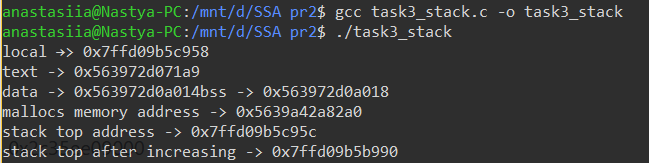 anastasiia@Nastya-PC:/mnt/d/SSA pr2$ gcc task3_stack.c -o task3_stack
anastasiia@Nastya-PC:/mnt/d/SSA pr2$ ./task3_stack
local -> 0x7ffd09b5c958
text -> 0x563972d071a9
data -> 0x563972d0a014bss -> 0x563972d0a018
mallocs memory address -> 0x5639a42a82a0
stack top address -> 0x7ffd09b5c95c
stack top after increasing -> 0x7ffd09b5b990